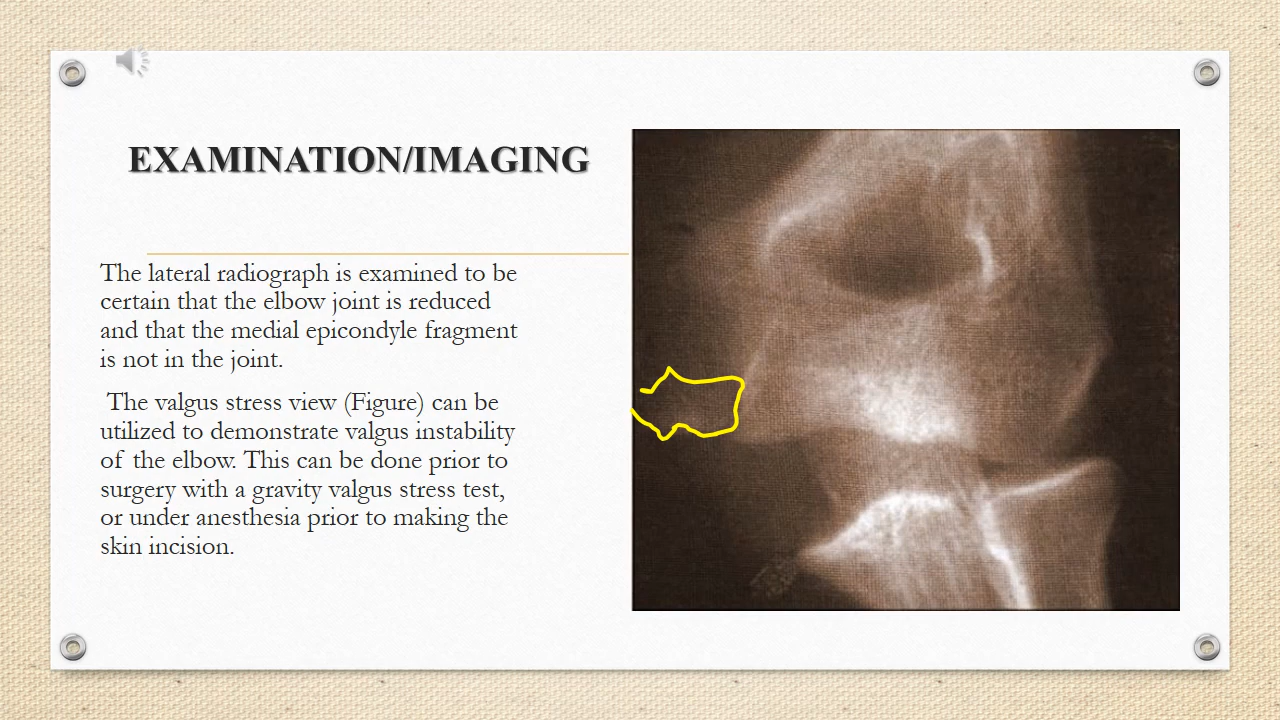 EXAMINATION/IMAGING
The lateral radiograph is examined to be
certain that the elbow joint is reduced
and that the medial epicondyle fragment
is not in the joint.
The valgus stress view (Figure) can be
utilized to demonstrate valgus instability
of the elbow. This can be done prior to
surgery with a gravity valgus stress test,
or under anesthesia prior to making the
skin incision.